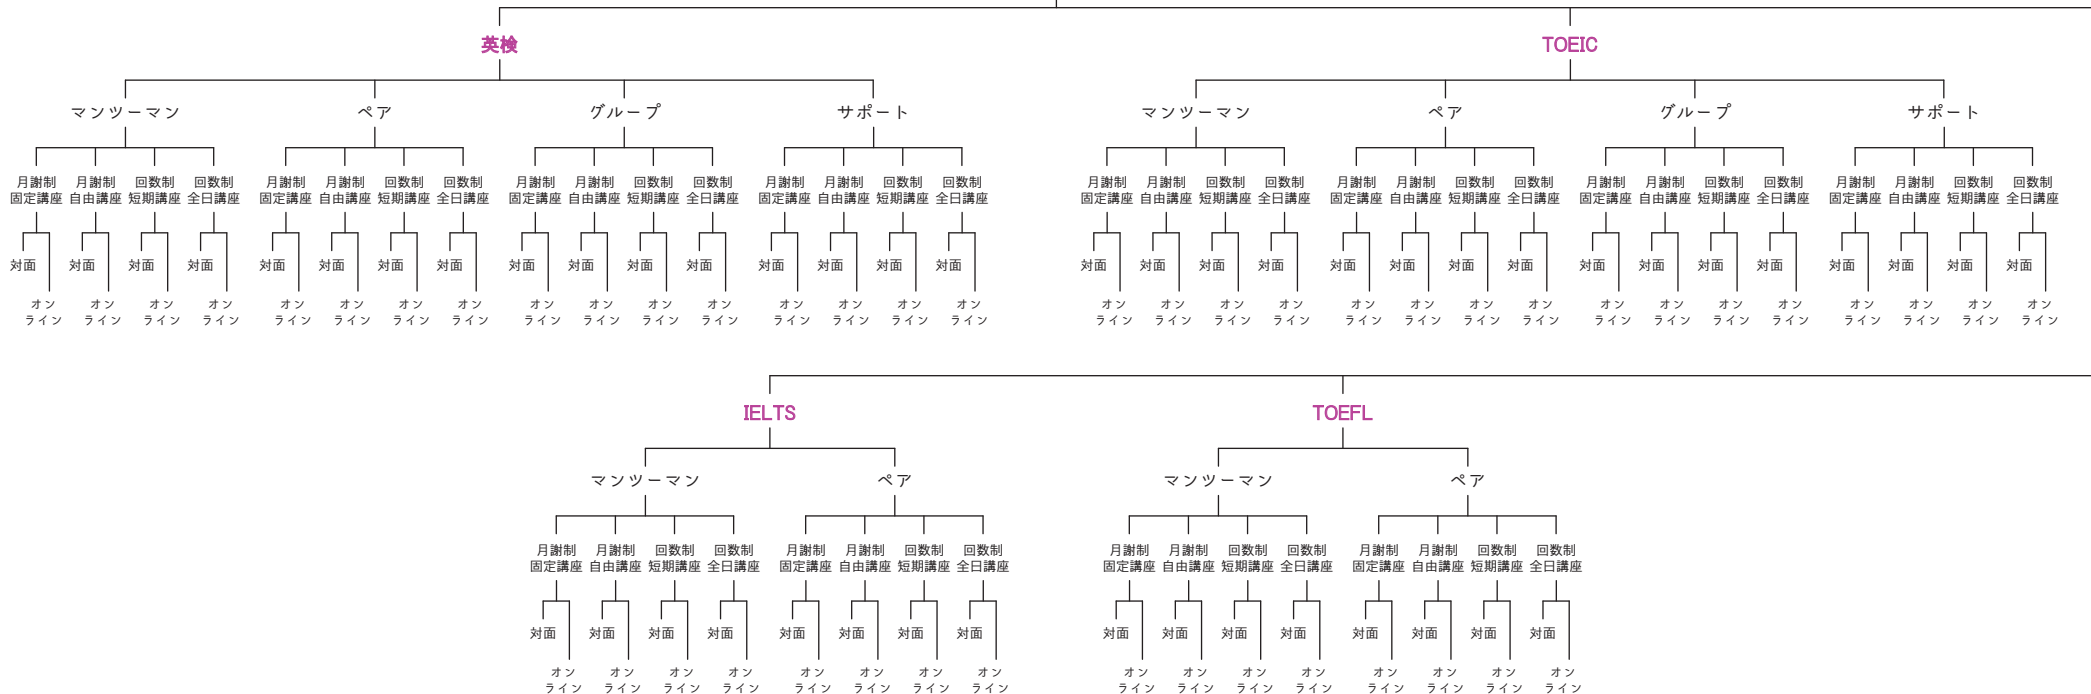 英検 TOEIC
マンツーマン ペア グループ サポート マンツーマン ペア グループ サポート
月謝制 月謝制 回数制 回数制 月謝制 月謝制 回数制 回数制 月謝制 月謝制 回数制 回数制 月謝制 月謝制 回数制 回数制 月謝制 月謝制 回数制 回数制 月謝制 月謝制 回数制 回数制 月謝制 月謝制 回数制 回数制 月謝制 月謝制 回数制 回数制
固定講座 自由講座 短期講座 全日講座 固定講座 自由講座 短期講座 全日講座 固定講座 自由講座 短期講座 全日講座 固定講座 自由講座 短期講座 全日講座 固定講座 自由講座 短期講座 全日講座 固定講座 自由講座 短期講座 全日講座 固定講座 自由講座 短期講座 全日講座 固定講座 自由講座 短期講座 全日講座
対面 対面 対面 対面 対面 対面 対面 対面 対面 対面 対面 対面 対面 対面 対面 対面 対面 対面 対面 対面 対面 対面 対面 対面 対面 対面 対面 対面 対面 対面 対面 対面
オン オン オン オン オン オン オン オン オン オン オン オン オン オン オン オン オン オン オン オン オン オン オン オン オン オン オン オン オン オン オン オン
ライン ライン ライン ライン ライン ライン ライン ライン ライン ライン ライン ライン ライン ライン ライン ライン ライン ライン ライン ライン ライン ライン ライン ライン ライン ライン ライン ライン ライン ライン ライン ライン
IELTS TOEFL
マンツーマン ペア マンツーマン ペア
月謝制 月謝制 回数制 回数制 月謝制 月謝制 回数制 回数制 月謝制 月謝制 回数制 回数制 月謝制 月謝制 回数制 回数制
固定講座 自由講座 短期講座 全日講座 固定講座 自由講座 短期講座 全日講座 固定講座 自由講座 短期講座 全日講座 固定講座 自由講座 短期講座 全日講座
対面 対面 対面 対面 対面 対面 対面 対面 対面 対面 対面 対面 対面 対面 対面 対面
オン オン オン オン オン オン オン オン オン オン オン オン オン オン オン オン
ライン ライン ライン ライン ライン ライン ライン ライン ライン ライン ライン ライン ライン ライン ライン ライン